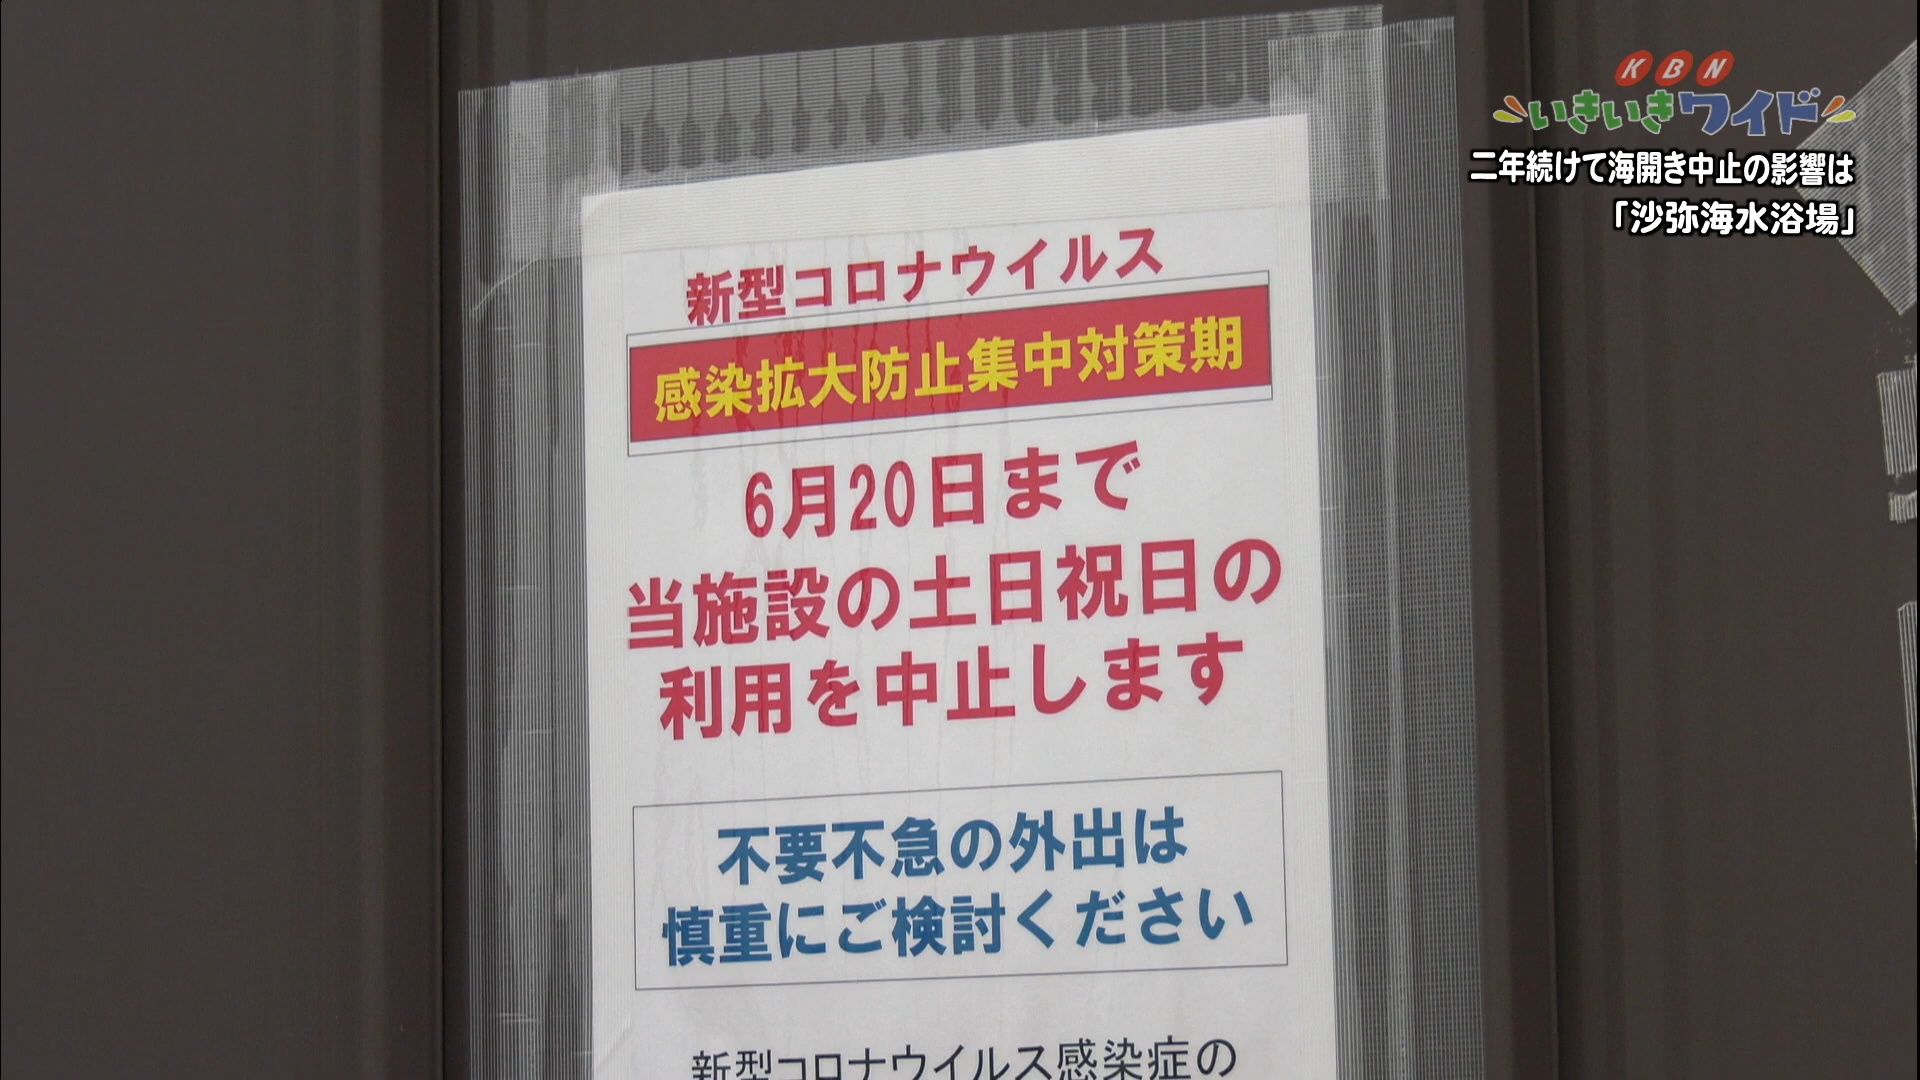 KBN
いきいきワイド
二年続けて海開き中止の影響は
「沙弥海水浴場」
新型コロナウイルス
感染拡大防止集中対策期
6月20日まで
当施設の土日祝日の
利用を中止します
不要不急の外出は
慎重にご検討ください
新型コロナウイルス感染症の